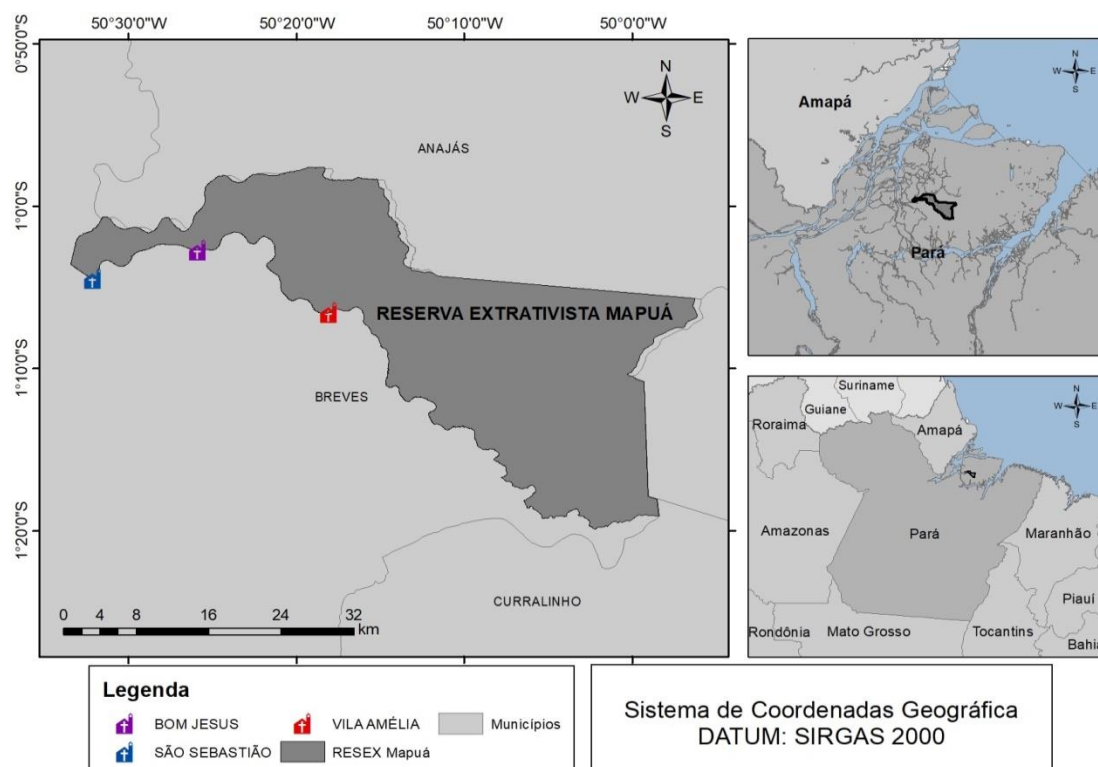 50°30'0"W 50°20'0"W 50°10'0"W 50°0'0"W
0°50'0"S
1°0'0"S
1°10'0"S
1°20'0"S
N
W E
S
ANAJÁS
RESERVA EXTRATIVISTA MAPUÁ
BREVES
CURRALINHO
0 4 8 16 24 32
km
N
W E
S
Amapá
Pará
N
W E
S
Suriname
Guiane
Roraima
Amapá
Amazonas
Pará
Maranhão
Piauí
Rondônia
Mato Grosso
Tocantins
Bahia
Legenda
BOM JESUS
VILA AMÉLIA
Municípios
SÃO SEBASTIÃO
RESEX Mapuá
Sistema de Coordenadas Geográfica
DATUM: SIRGAS 2000